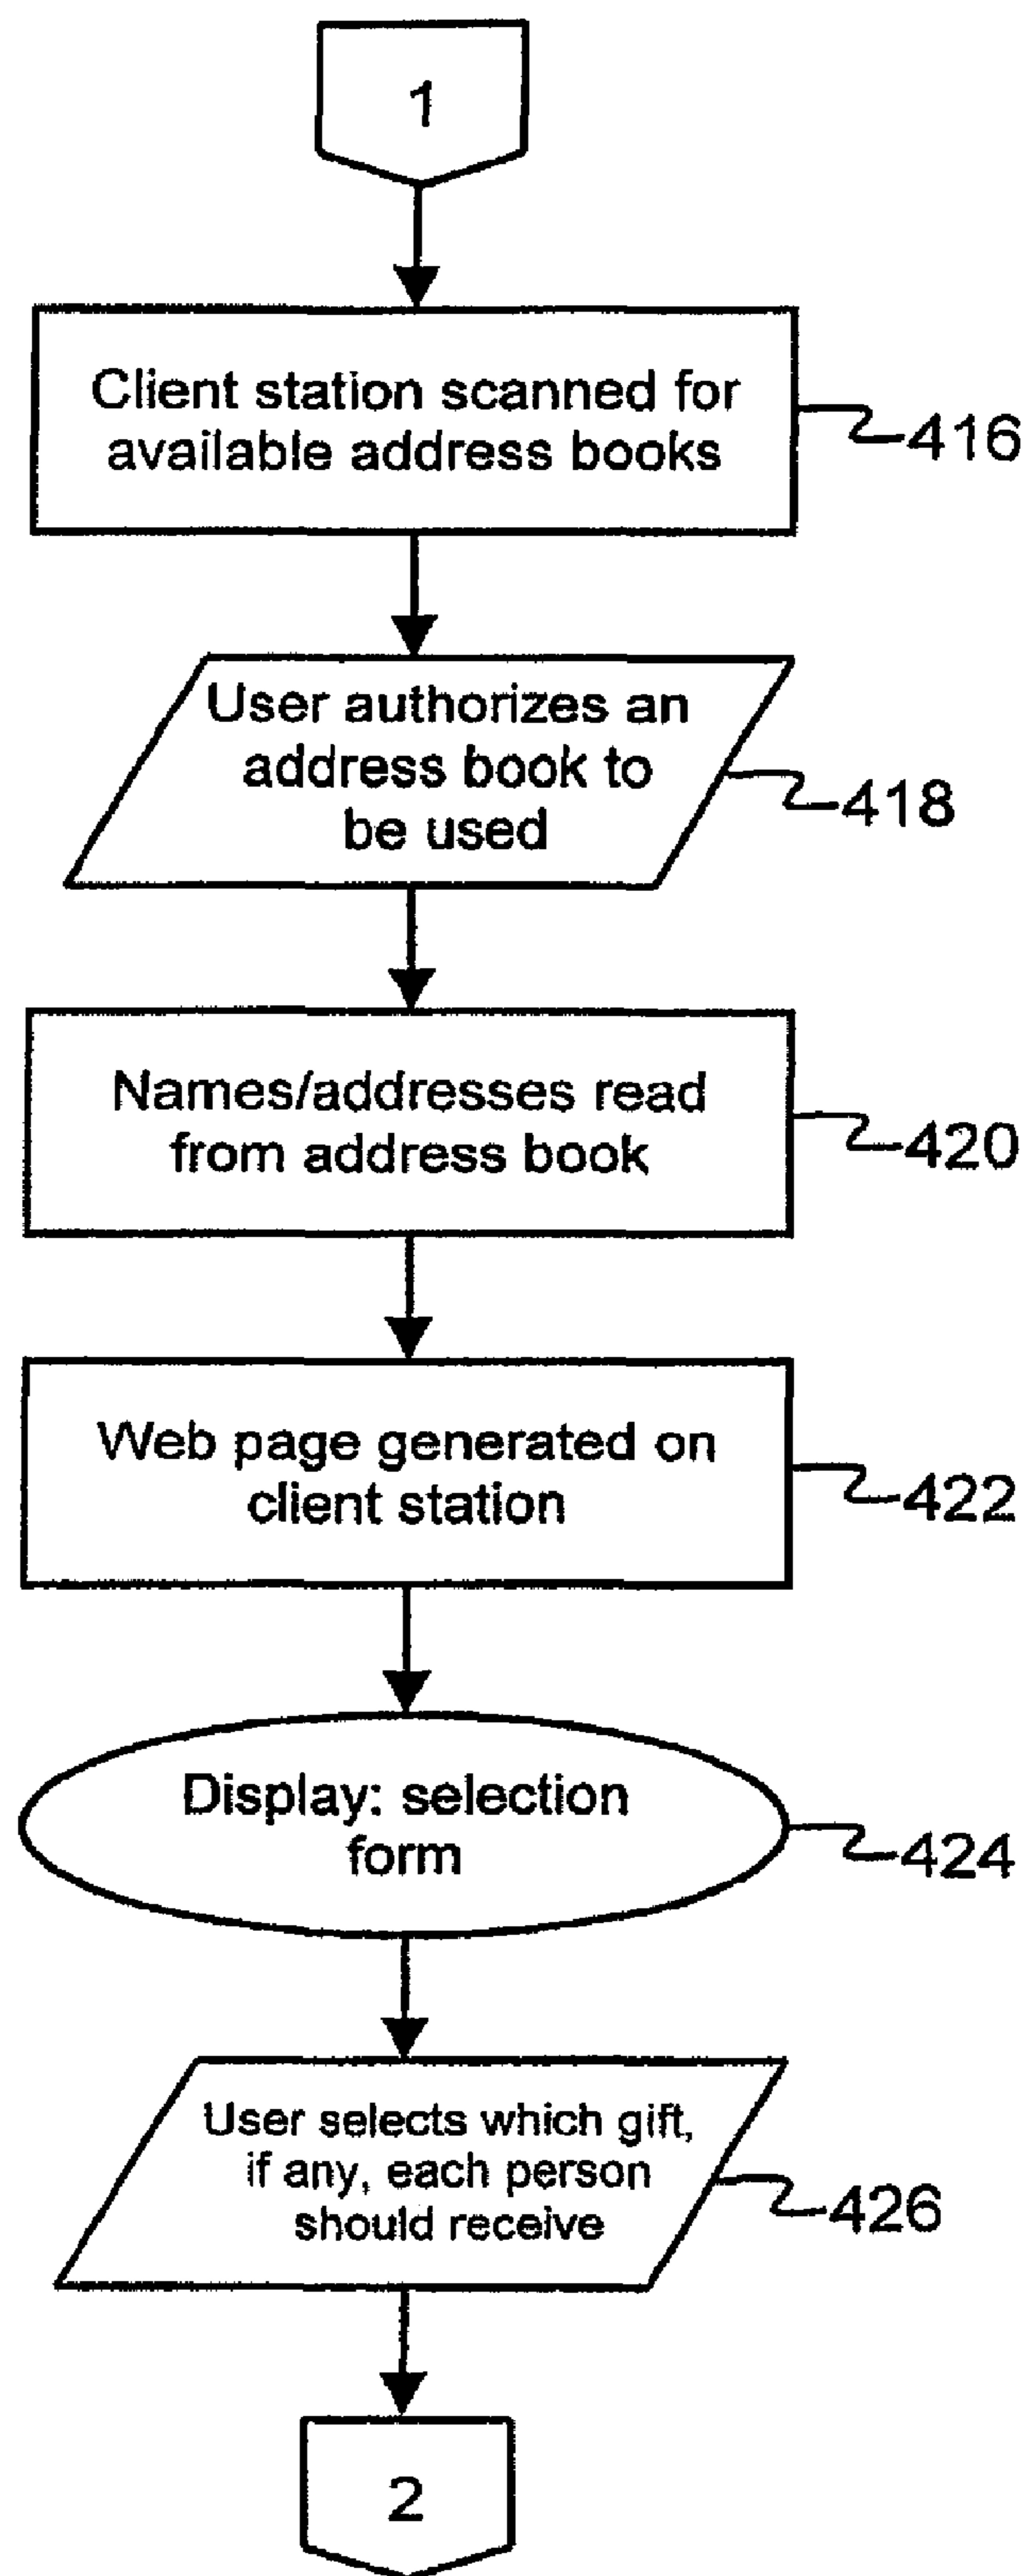 1
Client station scanned for
available address books
416
User authorizes an
address book to
be used
418
Names/addresses read
from address book
420
Web page generated on
client station
422
Display: selection
form
424
User selects which gift,
if any, each person
should receive
426
2